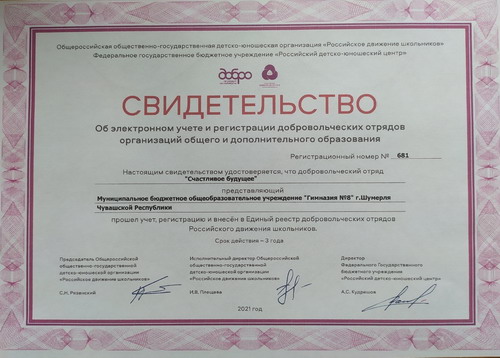 Общероссийская общественно-государственная детско-юношеская организация «Российское движение школьников»
Федеральное государственное бюджетное учреждение «Российский детско-юношеский центр»
добро
СВИДЕТЕЛЬСТВО
Об электронном учете и регистрации добровольческих отрядов
организаций общего и дополнительного образования
Регистрационный номер № 681
Настоящим свидетельством удостоверяется, что добровольческий отряд
"Счастливое будущее"
представляющий
Муниципальное бюджетное общеобразовательное учреждение "Гимназия №8" г.Шумерля
Чувашской Республики
прошел учет, регистрацию и внесён в Единый реестр добровольческих отрядов
Российского движения школьников.
Срок действия – 3 года
Председатель Общероссийской
общественно-государственной
детско-юношеской организации
«Российское движение школьников»
С.Н. Рязанский
Исполнительный директор Общероссийской
общественно-государственной
детско-юношеской организации
«Российское движение школьников»
И.В. Плещева
Директор
Федерального Государственного
бюджетного учреждения
«Российский детско-юношеский центр»
А.С. Кудряшов
2021 год